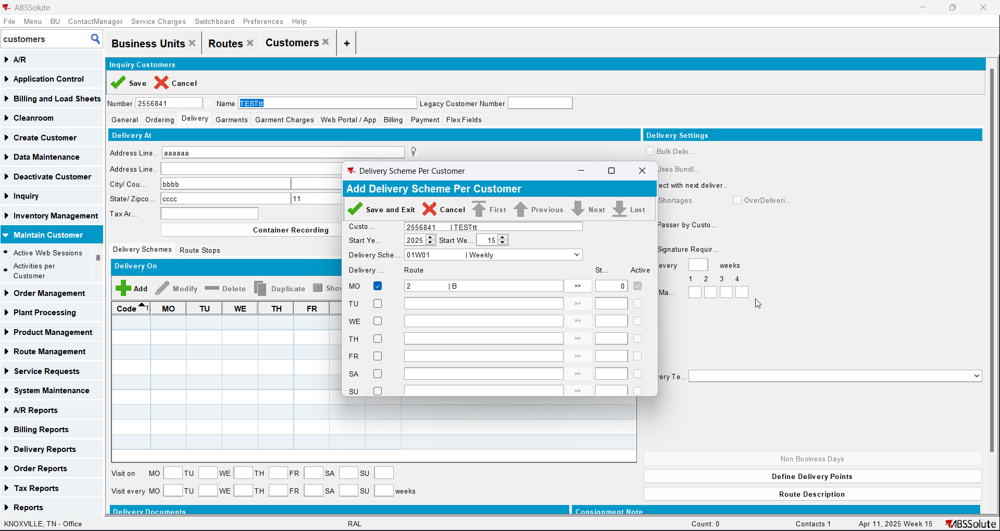 ABSSolute
File Menu BU ContactManager Service Charges Switchboard Preferences Help
customers
Business Units Routes Customers +
A/R
Application Control
Billing and Load Sheets
Cleanroom
Create Customer
Data Maintenance
Deactivate Customer
Inquiry
Inventory Management
Maintain Customer
Active Web Sessions
Activities per
Customer
Order Management
Plant Processing
Product Management
Route Management
Service Requests
System Maintenance
A/R Reports
Billing Reports
Delivery Reports
Order Reports
Tax Reports
Reports
Inquiry Customers
Save Cancel
Number 2556841 ... Name TESTtt Legacy Customer Number
General Ordering Delivery Garments Garment Charges Web Portal / App Billing Payment Flex Fields
Delivery At
Address Line.. aaaaaa
Address Line..
City/ Cou... bbbb
State/ Zipco... cccc 11
Tax Ar...
Container Recording
Delivery Schemes Route Stops
Delivery On
Add Modify Delete Duplicate 16 Show
Code 1 MO TU WE TH FR
Visit on MO TU WE TH FR SA SU
Visit every MO TU WE TH FR SA SU weeks
Delivery Documents
Delivery Settings
Bulk Deliv...
Uses Bundl...
rect with next deliver..
Shortages OverDeliveri...
Passer by Custo...
Signature Requir...
every weeks
1 2 3 4
Ma...
very Te...
Non Business Days
Define Delivery Points
Route Description
Consignment Note
Delivery Scheme Per Customer
Add Delivery Scheme Per Customer
Save and Exit Cancel First Previous Next Last
Custo... 2556841 | TESTtt
Start Ye... 2025 Start We... 15
Delivery Sche... 01W01 | Weekly
Delivery ... Route St... Active
MO 2 | B >> 0
TU >>
WE >>
TH >>
FR >>
SA >>
SU >>
KNOXVILLE, TN - Office RAL Count: 0 Contacts 1 Apr 11, 2025 Week 15 ABSSolute